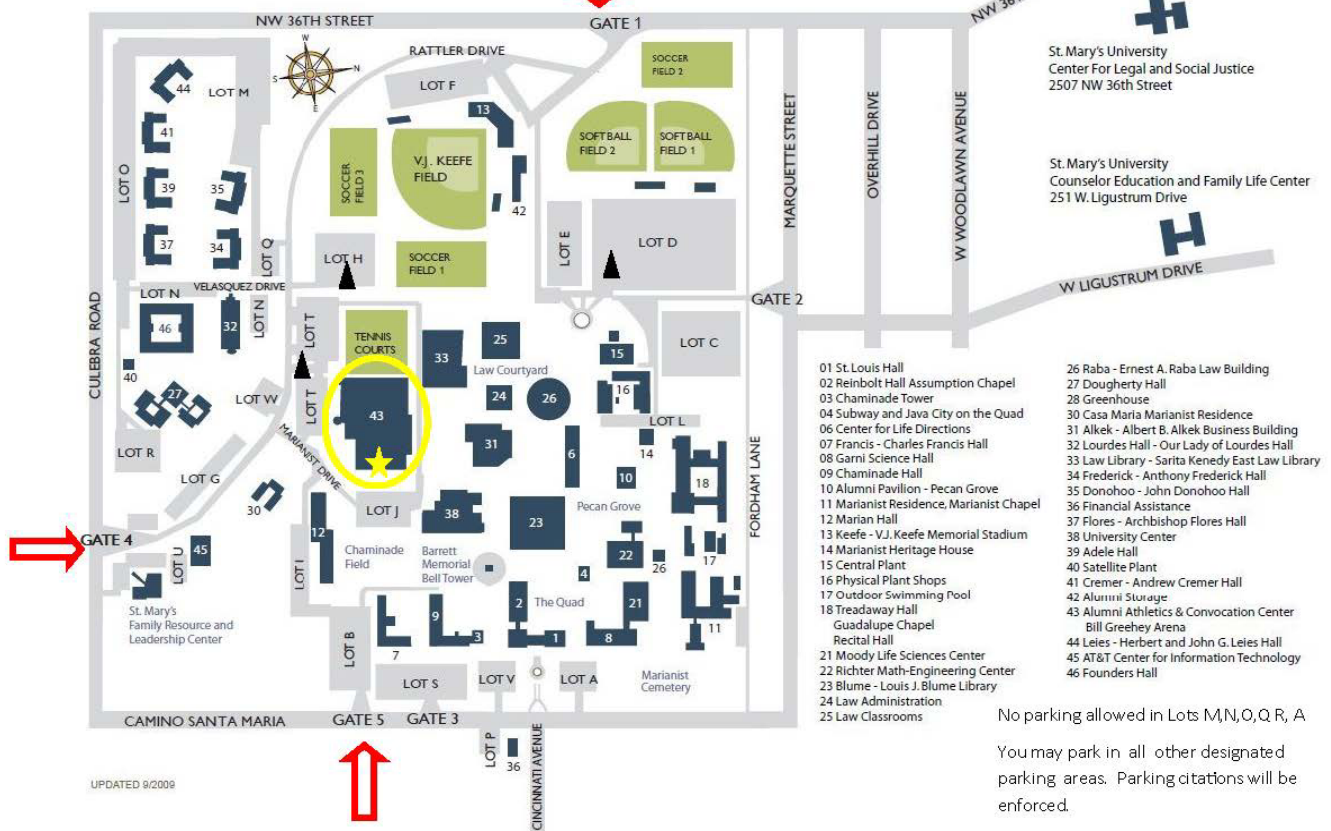 NW 36TH STREET
GATE 1
NW 36
RATTLER DRIVE
W
S
N
E
St. Mary's University
Center For Legal and Social Justice
2507 NW 36th Street
SOCCER
FIELD 2
44
LOT M
LOT F
13
41
SOFTBALL
FIELD 2
SOFTBALL
FIELD 1
MARQUETTE STREET
OVERHILL DRIVE
W WOODLAWN AVENUE
St. Mary's University
Counselor Education and Family Life Center
251 W. Ligustrum Drive
LOT O
39
35
SOCCER
FIELD 3
V.J. KEEFE
FIELD
42
37
34
LOT Q
LOT H
SOCCER
FIELD 1
LOT E
LOT D
W LIGUSTRUM DRIVE
LOT N
VELASQUEZ DRIVE
GATE 2
CULEBRA ROAD
46
32
LOT N
LOT T
TENNIS
COURTS
33
25
Law Courtyard
15
LOT C
40
27
LOT W
LOT T
43
24
26
16
LOT L
LOT R
MARIANIST DRIVE
31
6
14
LOT G
10
18
FORDHAM LANE
30
LOT J
38
23
Pecan Grove
GATE 4
LOT U
45
12
LOT I
Chaminade
Field
Barrett
Memorial
Bell Tower
22
26
17
4
St. Mary's
Family Resource and
Leadership Center
LOT B
7
9
3
2
The Quad
1
21
8
11
LOT S
LOT V
LOT A
Marianist
Cemetery
CAMINO SANTA MARIA
GATE 5
GATE 3
LOT P
36
CINCINNATI AVENUE
UPDATED 9/2009
01 St. Louis Hall
02 Reinbolt Hall Assumption Chapel
03 Chaminade Tower
04 Subway and Java City on the Quad
06 Center for Life Directions
07 Francis - Charles Francis Hall
08 Garni Science Hall
09 Chaminade Hall
10 Alumni Pavilion - Pecan Grove
11 Marianist Residence, Marianist Chapel
12 Marian Hall
13 Keefe - V.J. Keefe Memorial Stadium
14 Marianist Heritage House
15 Central Plant
16 Physical Plant Shops
17 Outdoor Swimming Pool
18 Treadaway Hall
Guadalupe Chapel
Recital Hall
21 Moody Life Sciences Center
22 Richter Math-Engineering Center
23 Blume - Louis J. Blume Library
24 Law Administration
25 Law Classrooms
26 Raba - Ernest A. Raba Law Building
27 Dougherty Hall
28 Greenhouse
30 Casa Maria Marianist Residence
31 Alkek - Albert B. Alkek Business Building
32 Lourdes Hall - Our Lady of Lourdes Hall
33 Law Library - Sarita Kenedy East Law Library
34 Frederick - Anthony Frederick Hall
35 Donohoo - John Donohoo Hall
36 Financial Assistance
37 Flores - Archbishop Flores Hall
38 University Center
39 Adele Hall
40 Satellite Plant
41 Cremer - Andrew Cremer Hall
42 Alumni Storage
43 Alumni Athletics & Convocation Center
Bill Greehey Arena
44 Leies - Herbert and John G. Leies Hall
45 AT&T Center for Information Technology
46 Founders Hall
No parking allowed in Lots M,N,O,Q R, A
You may park in all other designated
parking areas. Parking citations will be
enforced.